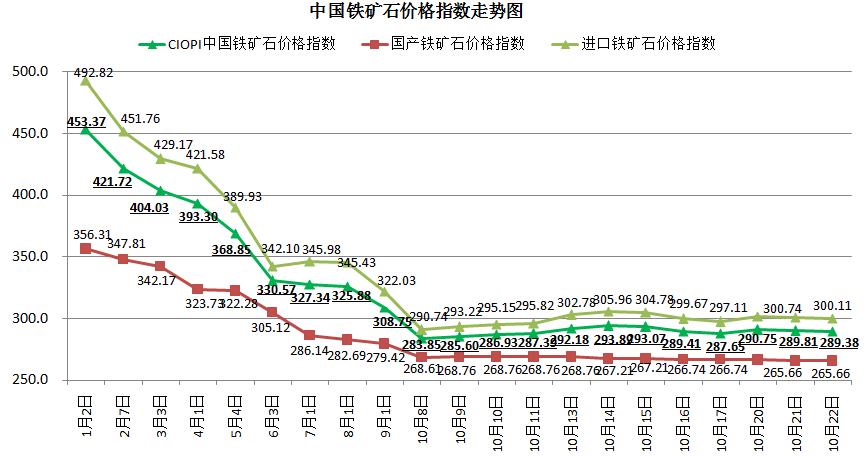 中国铁矿石价格指数走势图
CIOPI中国铁矿石价格指数 国产铁矿石价格指数 进口铁矿石价格指数
500.0
450.0
400.0
350.0
300.0
250.0
492.82 451.76 429.17 421.58 389.93 342.10 345.98 345.43 322.03 290.74 293.22 295.15 295.82 302.78 305.96 304.78 299.67 297.11 300.74 300.11
453.37 421.72 404.03 393.30 368.85 330.57 327.34 325.88 308.75 283.85 285.60 286.93 287.39 292.18 293.89 293.07 289.41 287.65 290.75 289.81 289.38
356.31 347.81 342.17 323.73 322.28 305.12 286.14 282.69 279.42 268.61 268.76 268.76 268.76 268.76 267.21 267.21 266.74 266.74 265.66 265.66
1月2日 2月7日 3月3日 4月1日 5月4日 6月3日 7月1日 8月1日 9月1日 10月8日 10月9日 10月10日 10月11日 10月13日 10月14日 10月15日 10月16日 10月17日 10月20日 10月21日 10月22日